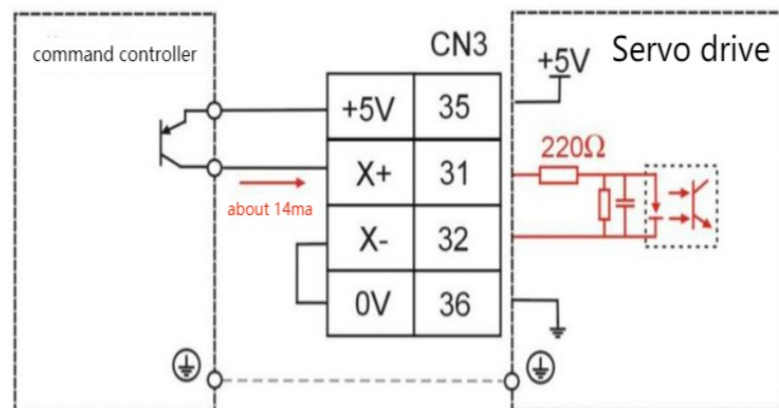 CN3
command controller
+5V
Servo drive
+5V 35
220Ω
X+ 31
about 14ma
X- 32
0V 36